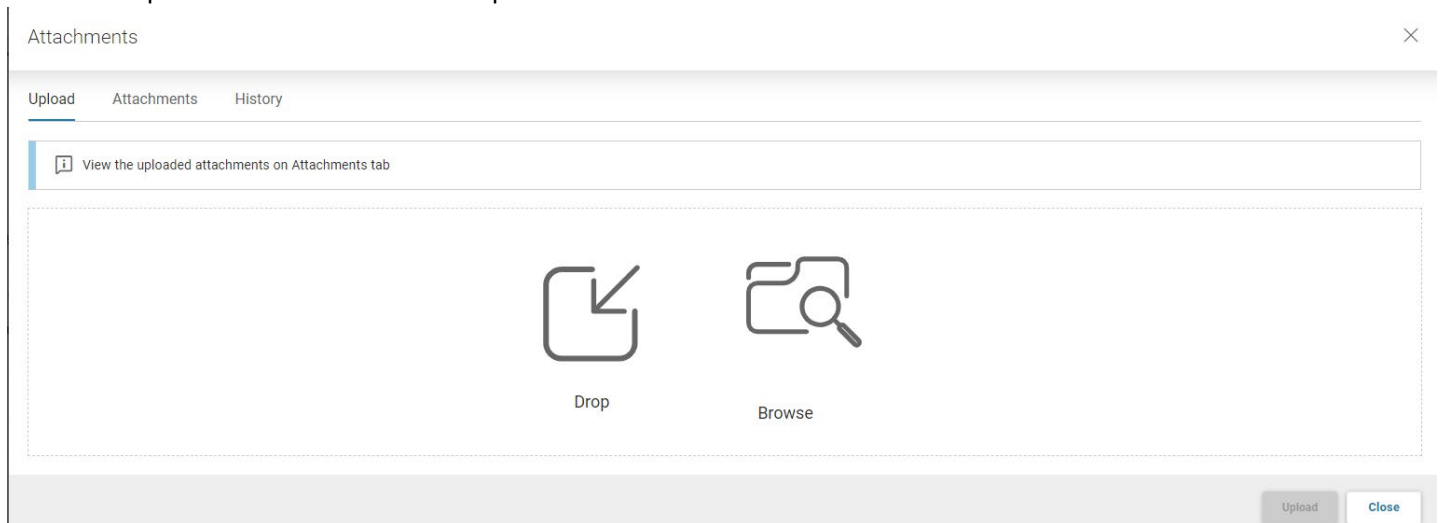 Attachments
Upload Attachments History
View the uploaded attachments on Attachments tab
Drop
Browse
Upload Close